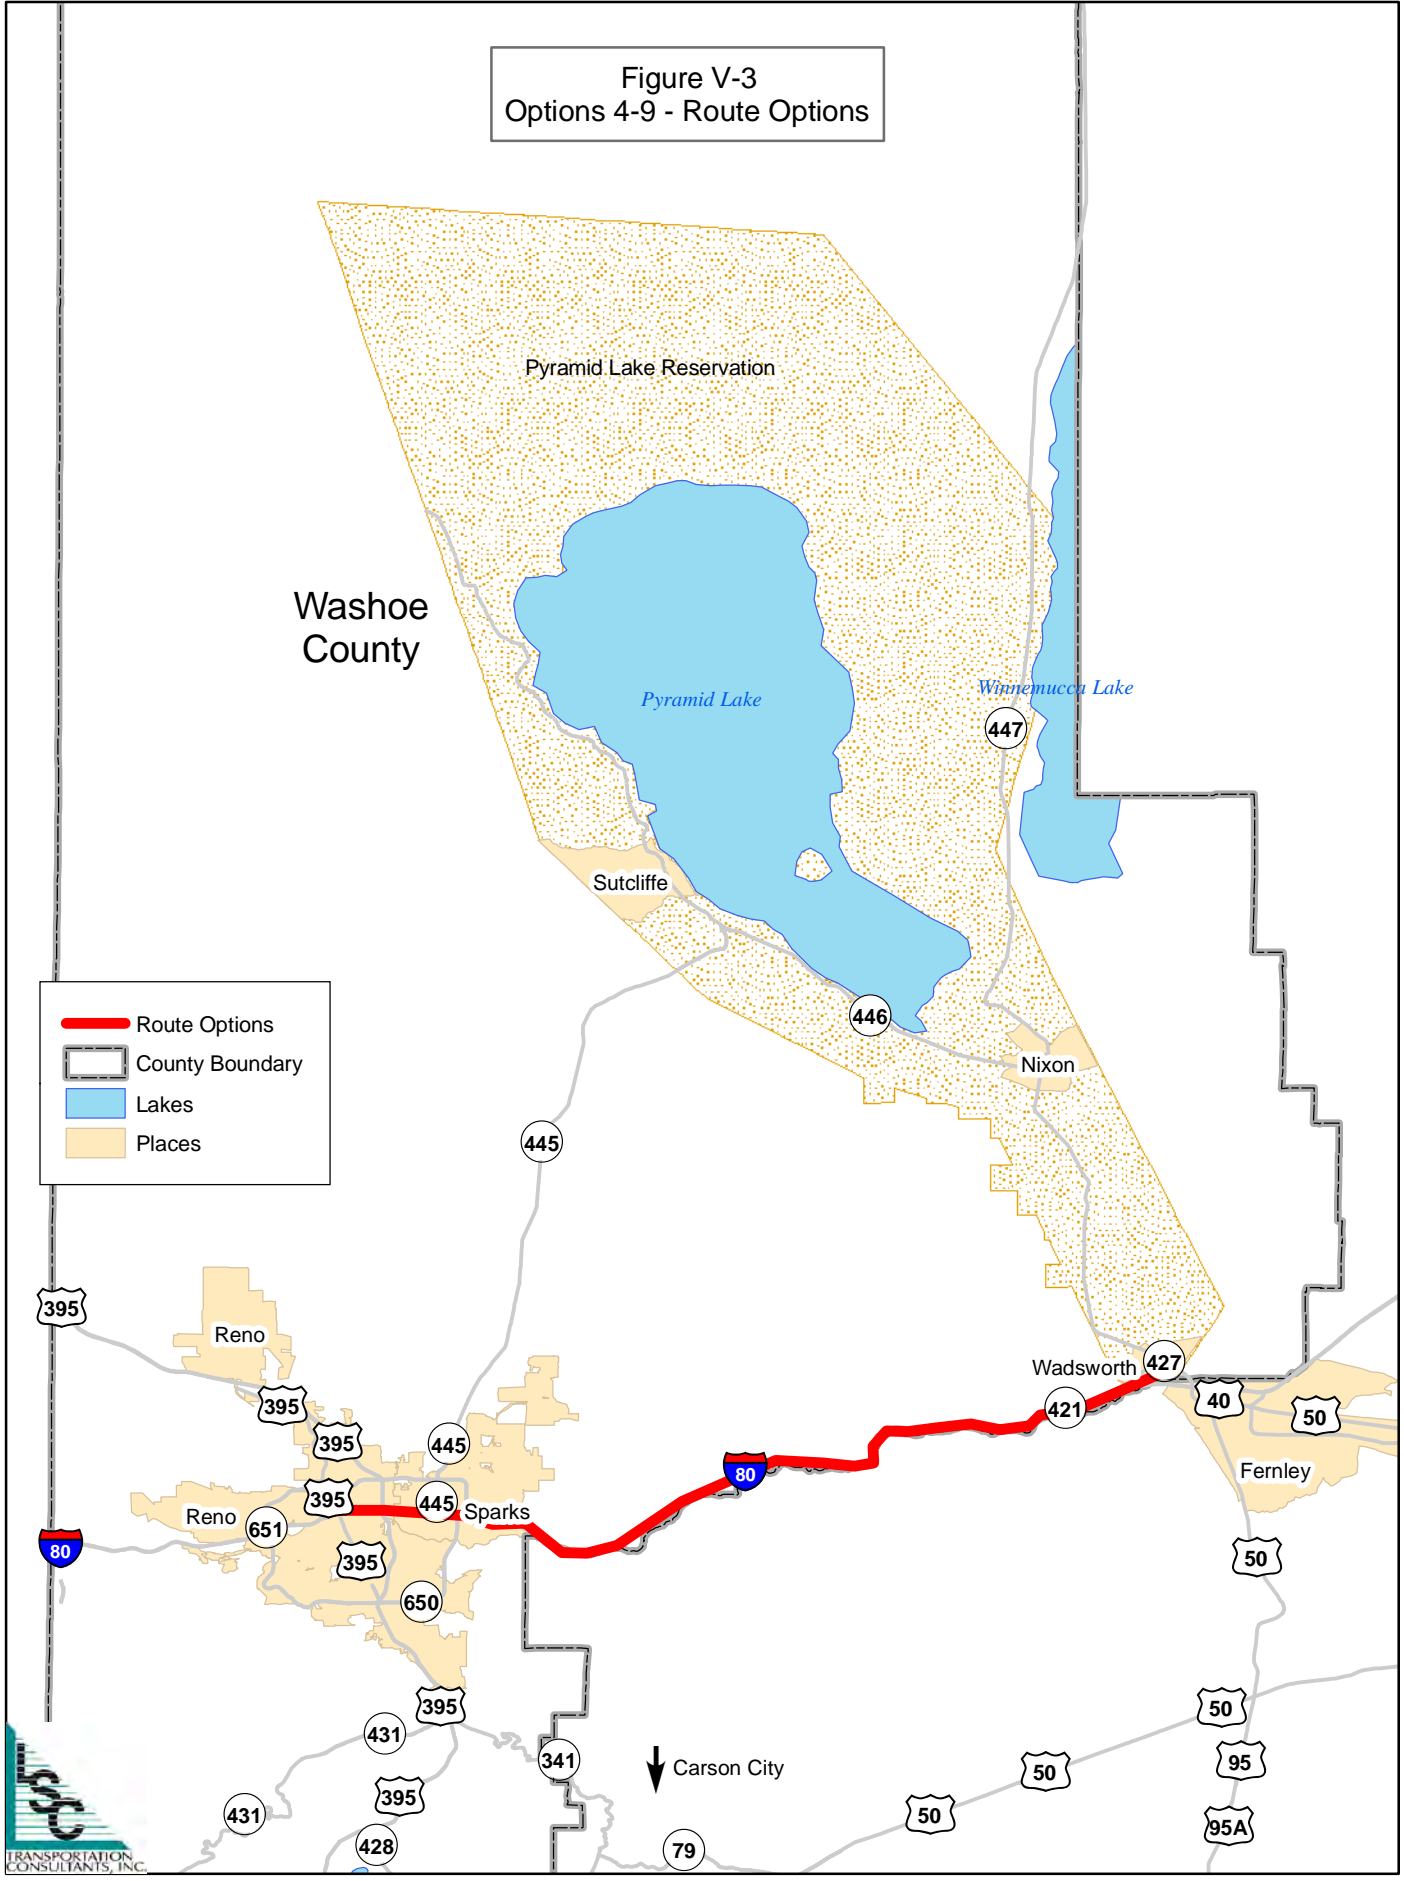 Figure V-3
Options 4-9 - Route Options
Pyramid Lake Reservation
Washoe
County
Pyramid Lake
Winnemucca Lake
447
Sutcliffe
446
Nixon
Route Options
County Boundary
Lakes
Places
445
395
Reno
Wadsworth
427
395
421
40
50
395
445
80
Fernley
395
445
Sparks
Reno
651
80
395
50
650
395
50
431
341
Carson City
50
95
395
431
50
95A
428
79
LSC
TRANSPORTATION
CONSULTANTS, INC.